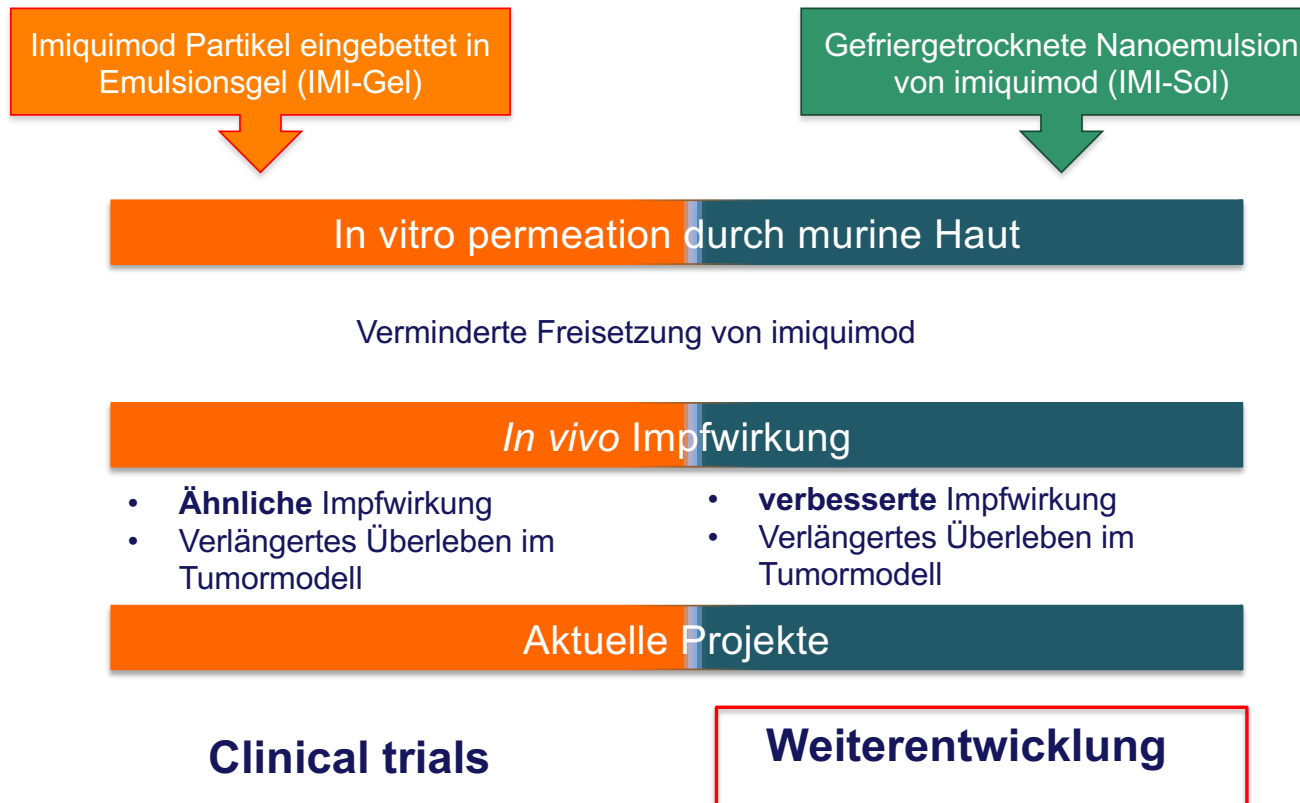 Imiquimod Partikel eingebettet in
Emulsionsgel (IMI-Gel)
Gefriergetrocknete Nanoemulsion
von imiquimod (IMI-Sol)
In vitro permeation durch murine Haut
Verminderte Freisetzung von imiquimod
In vivo Impfwirkung
• Ähnliche Impfwirkung
• Verlängertes Überleben im
Tumormodell
• verbesserte Impfwirkung
• Verlängertes Überleben im
Tumormodell
Aktuelle Projekte
Clinical trials
Weiterentwicklung